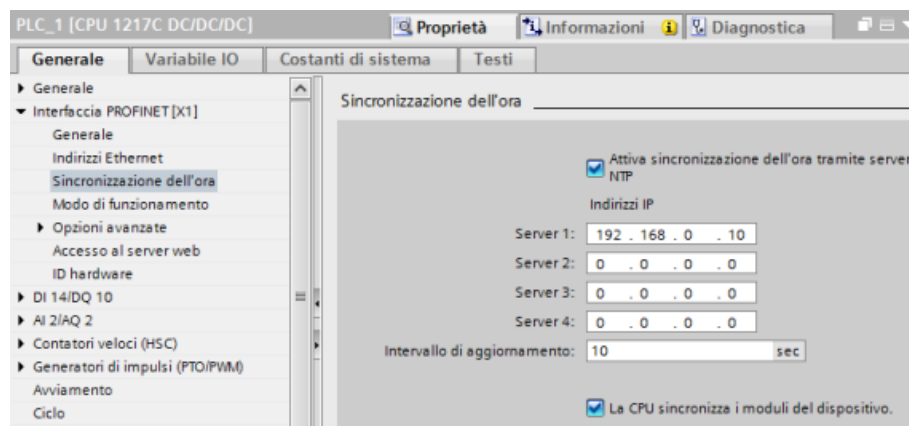 PLC_1 [CPU 1217C DC/DC/DC]
Proprietà
Informazioni
Diagnostica
Generale
Variabile IO
Costanti di sistema
Testi
Generale
Interfaccia PROFINET [X1]
Generale
Indirizzi Ethernet
Sincronizzazione dell'ora
Modo di funzionamento
Opzioni avanzate
Accesso al server web
ID hardware
DI 14/DQ 10
AI 2/AQ 2
Contatori veloci (HSC)
Generatori di impulsi (PTO/PWM)
Avviamento
Ciclo
Sincronizzazione dell'ora
Attiva sincronizzazione dell'ora tramite server
NTP
Indirizzi IP
Server 1: 192 . 168 . 0 . 10
Server 2: 0 . 0 . 0 . 0
Server 3: 0 . 0 . 0 . 0
Server 4: 0 . 0 . 0 . 0
Intervallo di aggiornamento: 10 sec
La CPU sincronizza i moduli del dispositivo.